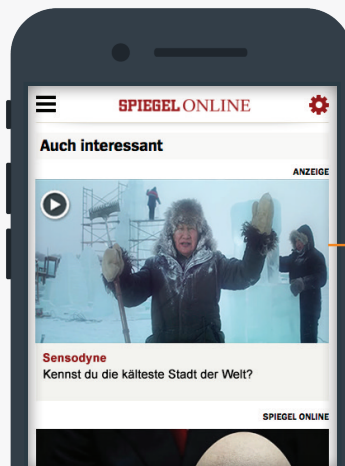 SPIEGEL ONLINE
Auch interessant
ANZEIGE
Sensodyne
Kennst du die kälteste Stadt der Welt?
SPIEGEL ONLINE